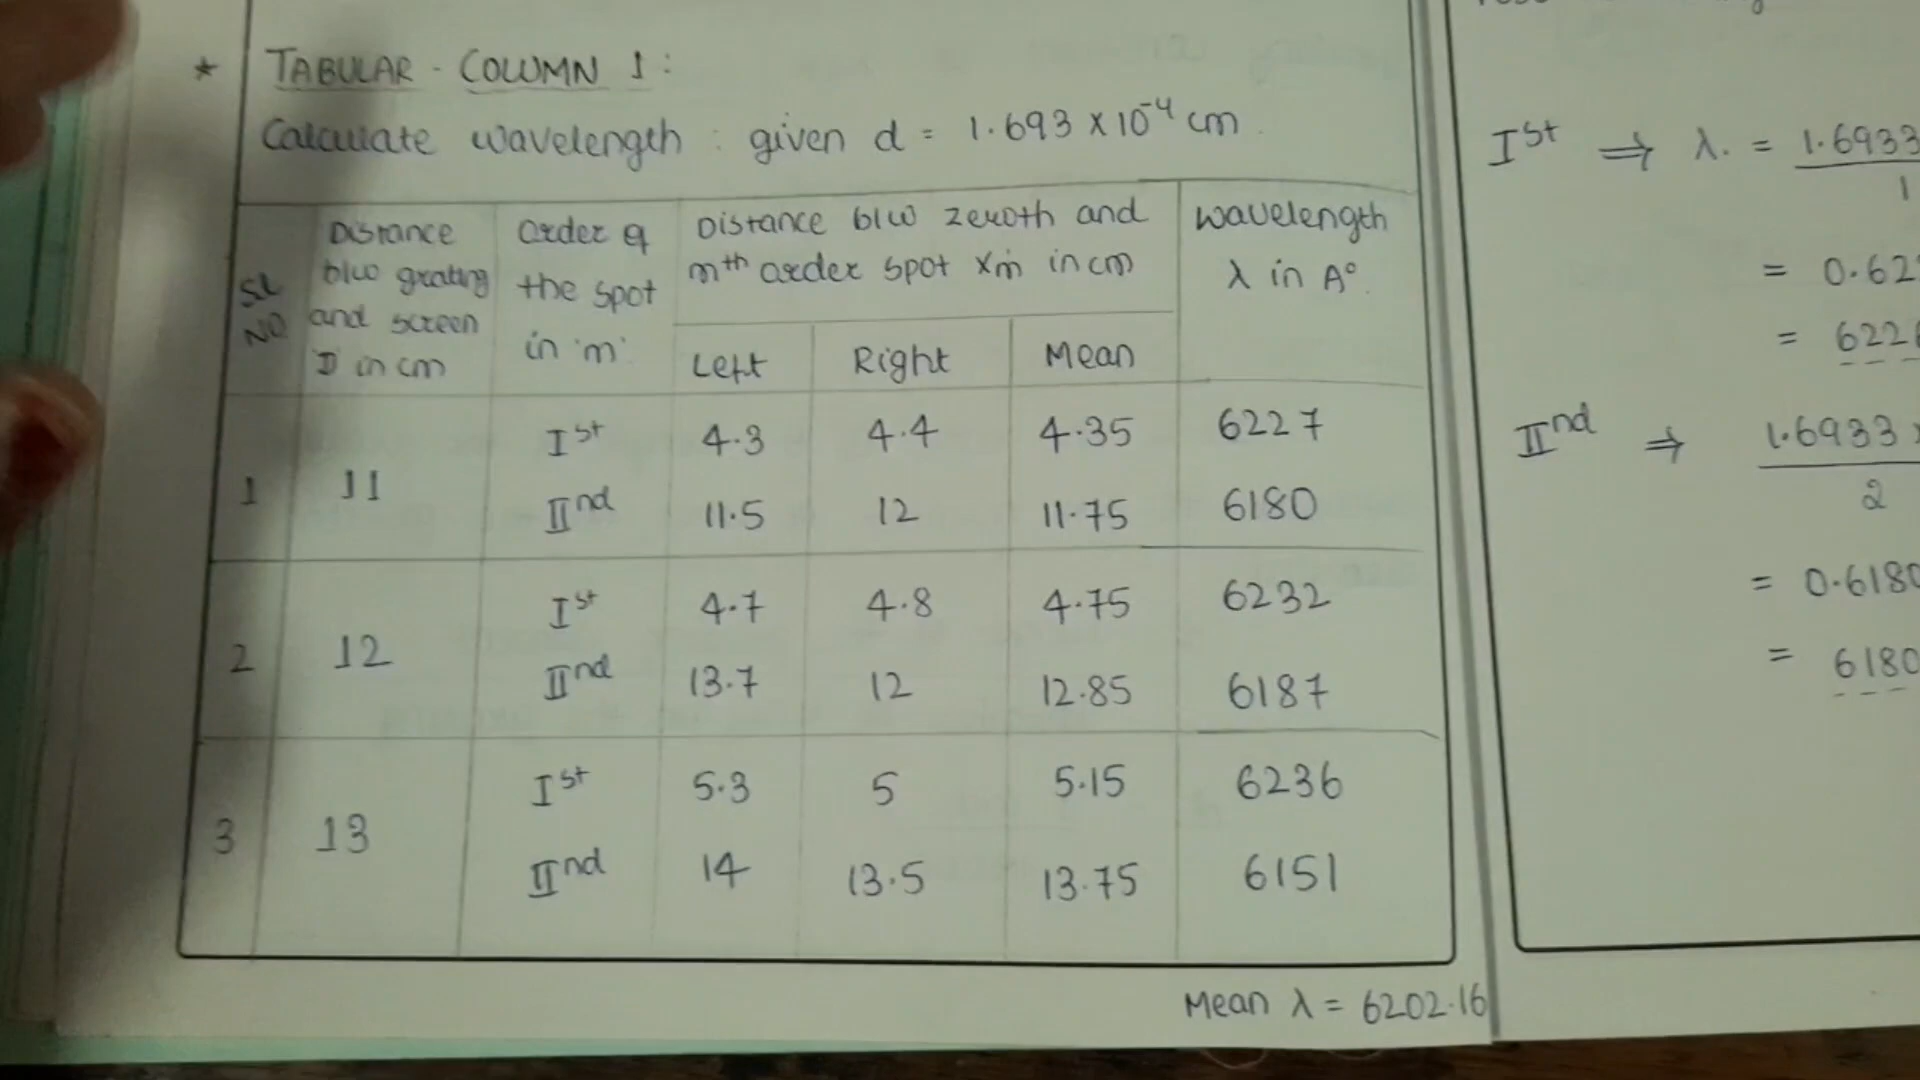 * TABULAR - COLUMN 1 :
Calculate wavelength : given d = 1.693 x 10⁻⁴ cm
SL NO
Distance b/w grating and screen D in cm
Order of the spot in 'm'
Distance b/w zeroth and mth order spot Xm in cm
Wavelength λ in A°
Left Right Mean
1 11 Ist 4.3 4.4 4.35 6227
IInd 11.5 12 11.75 6180
2 12 Ist 4.7 4.8 4.75 6232
IInd 13.7 12 12.85 6187
3 13 Ist 5.3 5 5.15 6236
IInd 14 13.5 13.75 6151
Mean λ = 6202.16
Ist ⇒ λ. = 1.6933
1
= 0.62
= 622
IInd ⇒ 1.6933 x
2
= 0.6180
= 6180